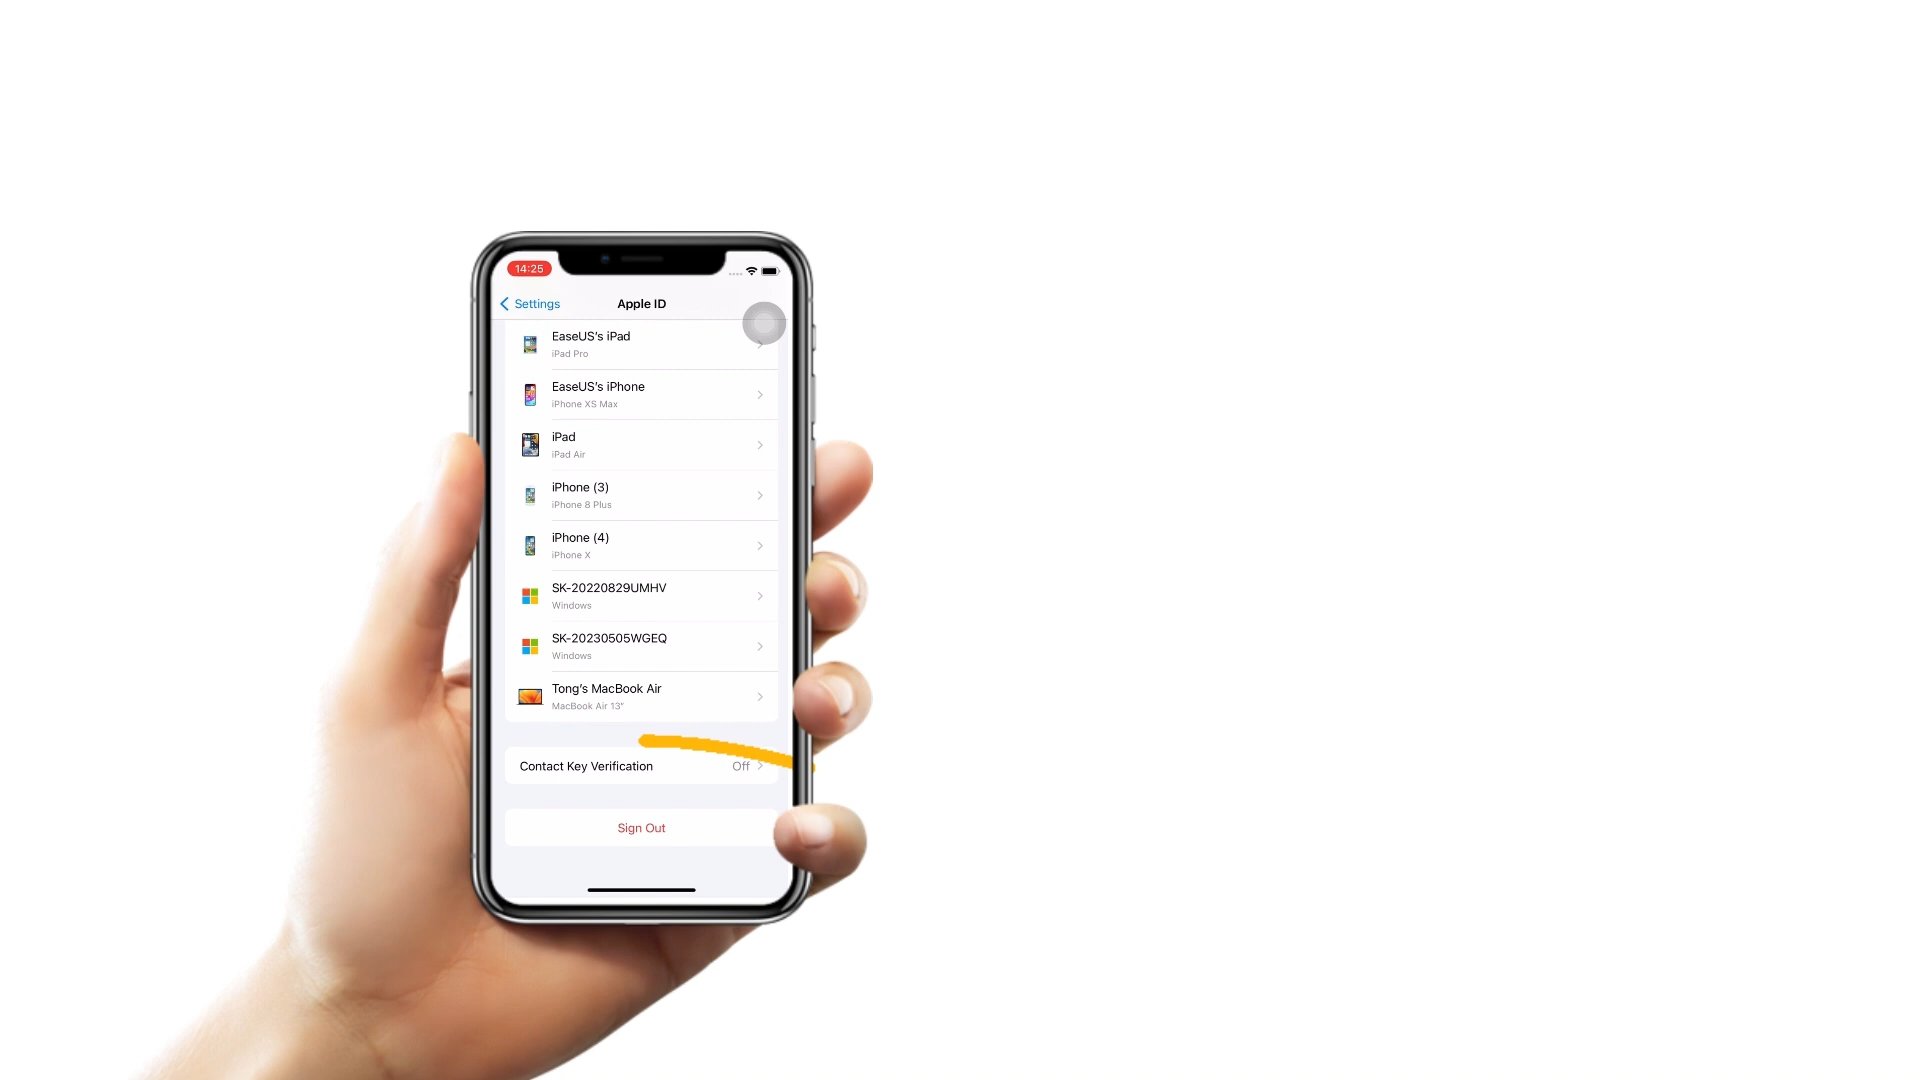 14:25
Settings
Apple ID
EaseUS's iPad
iPad Pro
EaseUS's iPhone
iPhone XS Max
iPad
iPad Air
iPhone (3)
iPhone 8 Plus
iPhone (4)
iPhone X
SK-20220829UMHV
Windows
SK-20230505WGEQ
Windows
Tong's MacBook Air
MacBook Air 13"
Contact Key Verification
Off
Sign Out